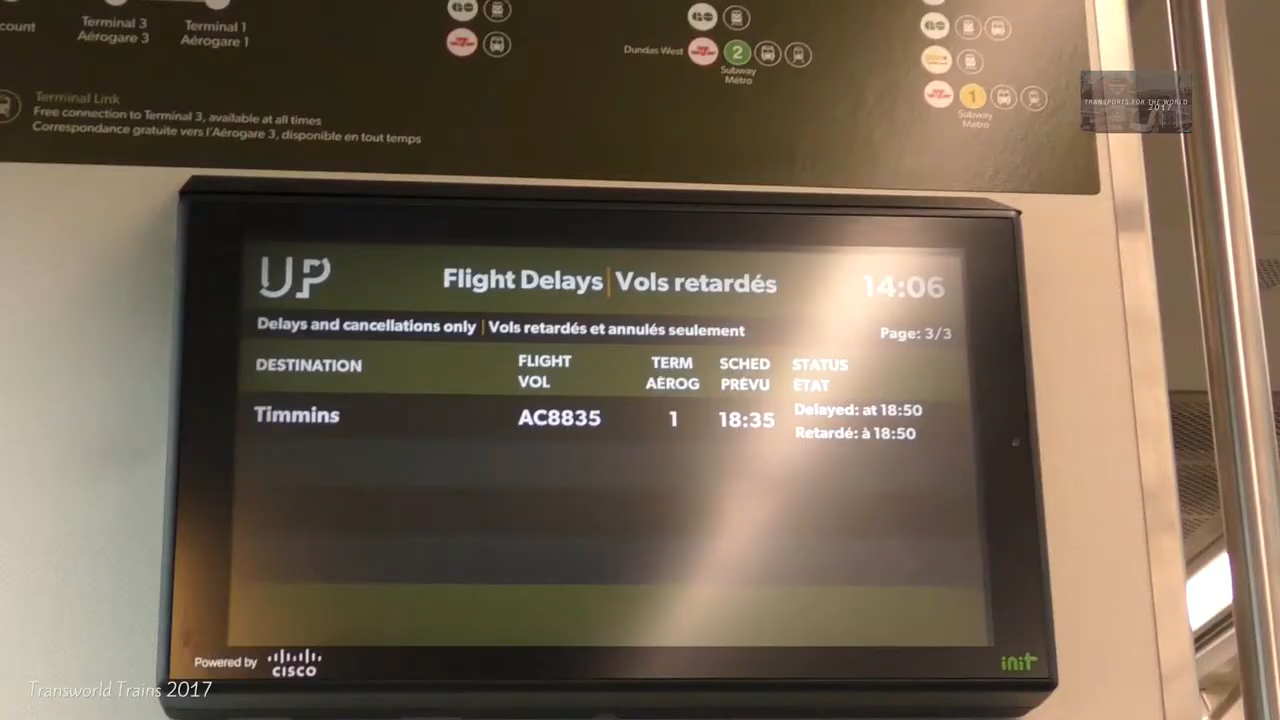 count
Terminal 3
Aérogare 3
Terminal 1
Aérogare 1
Dundas West
2
Subway
Métro
1
Subway
Métro
Terminal Link
Free connection to Terminal 3, available at all times
Correspondance gratuite vers l'Aérogare 3, disponible en tout temps
TRANSPORTS FOR THE WORLD
2017
UP
Flight Delays | Vols retardés
14:06
Delays and cancellations only | Vols retardés et annulés seulement
Page: 3/3
DESTINATION
FLIGHT
VOL
TERM
AÉROG
SCHED
PRÉVU
STATUS
ÉTAT
Timmins
AC8835
1
18:35
Delayed: at 18:50
Retardé: à 18:50
Powered by
CISCO
init
Transworld Trains 2017